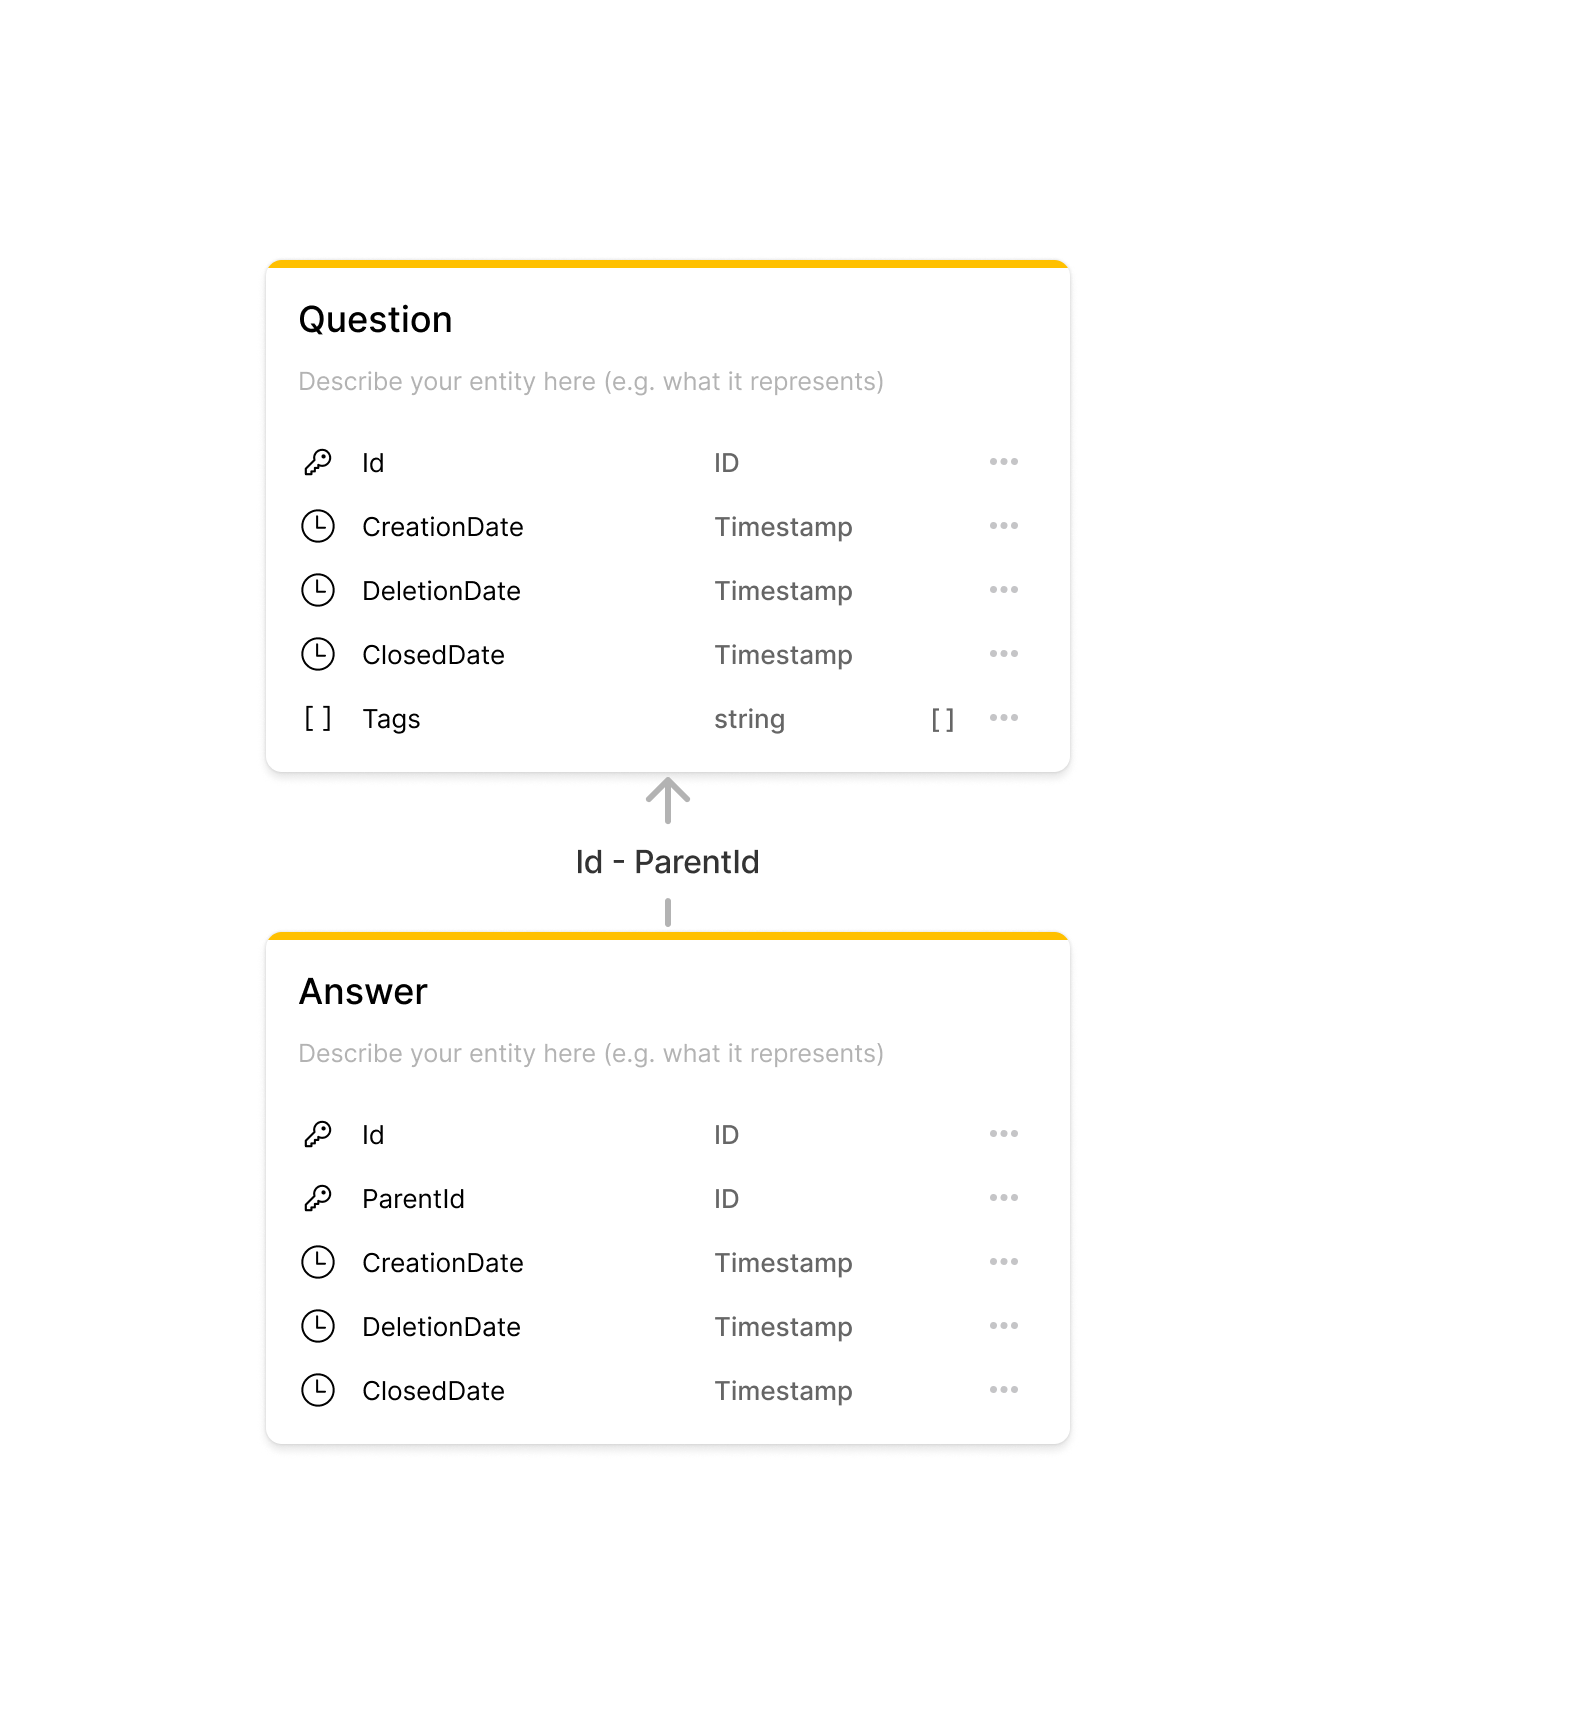 Question
Describe your entity here (e.g. what it represents)
Id ID
CreationDate Timestamp
DeletionDate Timestamp
ClosedDate Timestamp
[ ] Tags string [ ]
Id - ParentId
Answer
Describe your entity here (e.g. what it represents)
Id ID
ParentId ID
CreationDate Timestamp
DeletionDate Timestamp
ClosedDate Timestamp